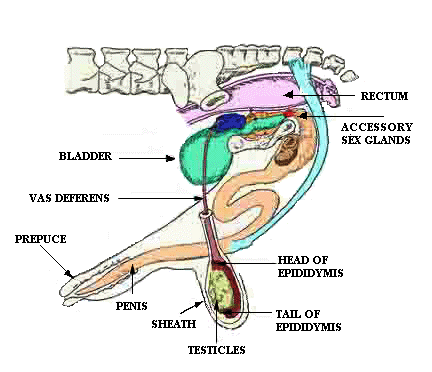 RECTUM
ACCESSORY
SEX GLANDS
BLADDER
VAS DEFERENS
PREPUCE
HEAD OF
EPIDIDYMIS
PENIS
SHEATH
TAIL OF
EPIDIDYMIS
TESTICLES